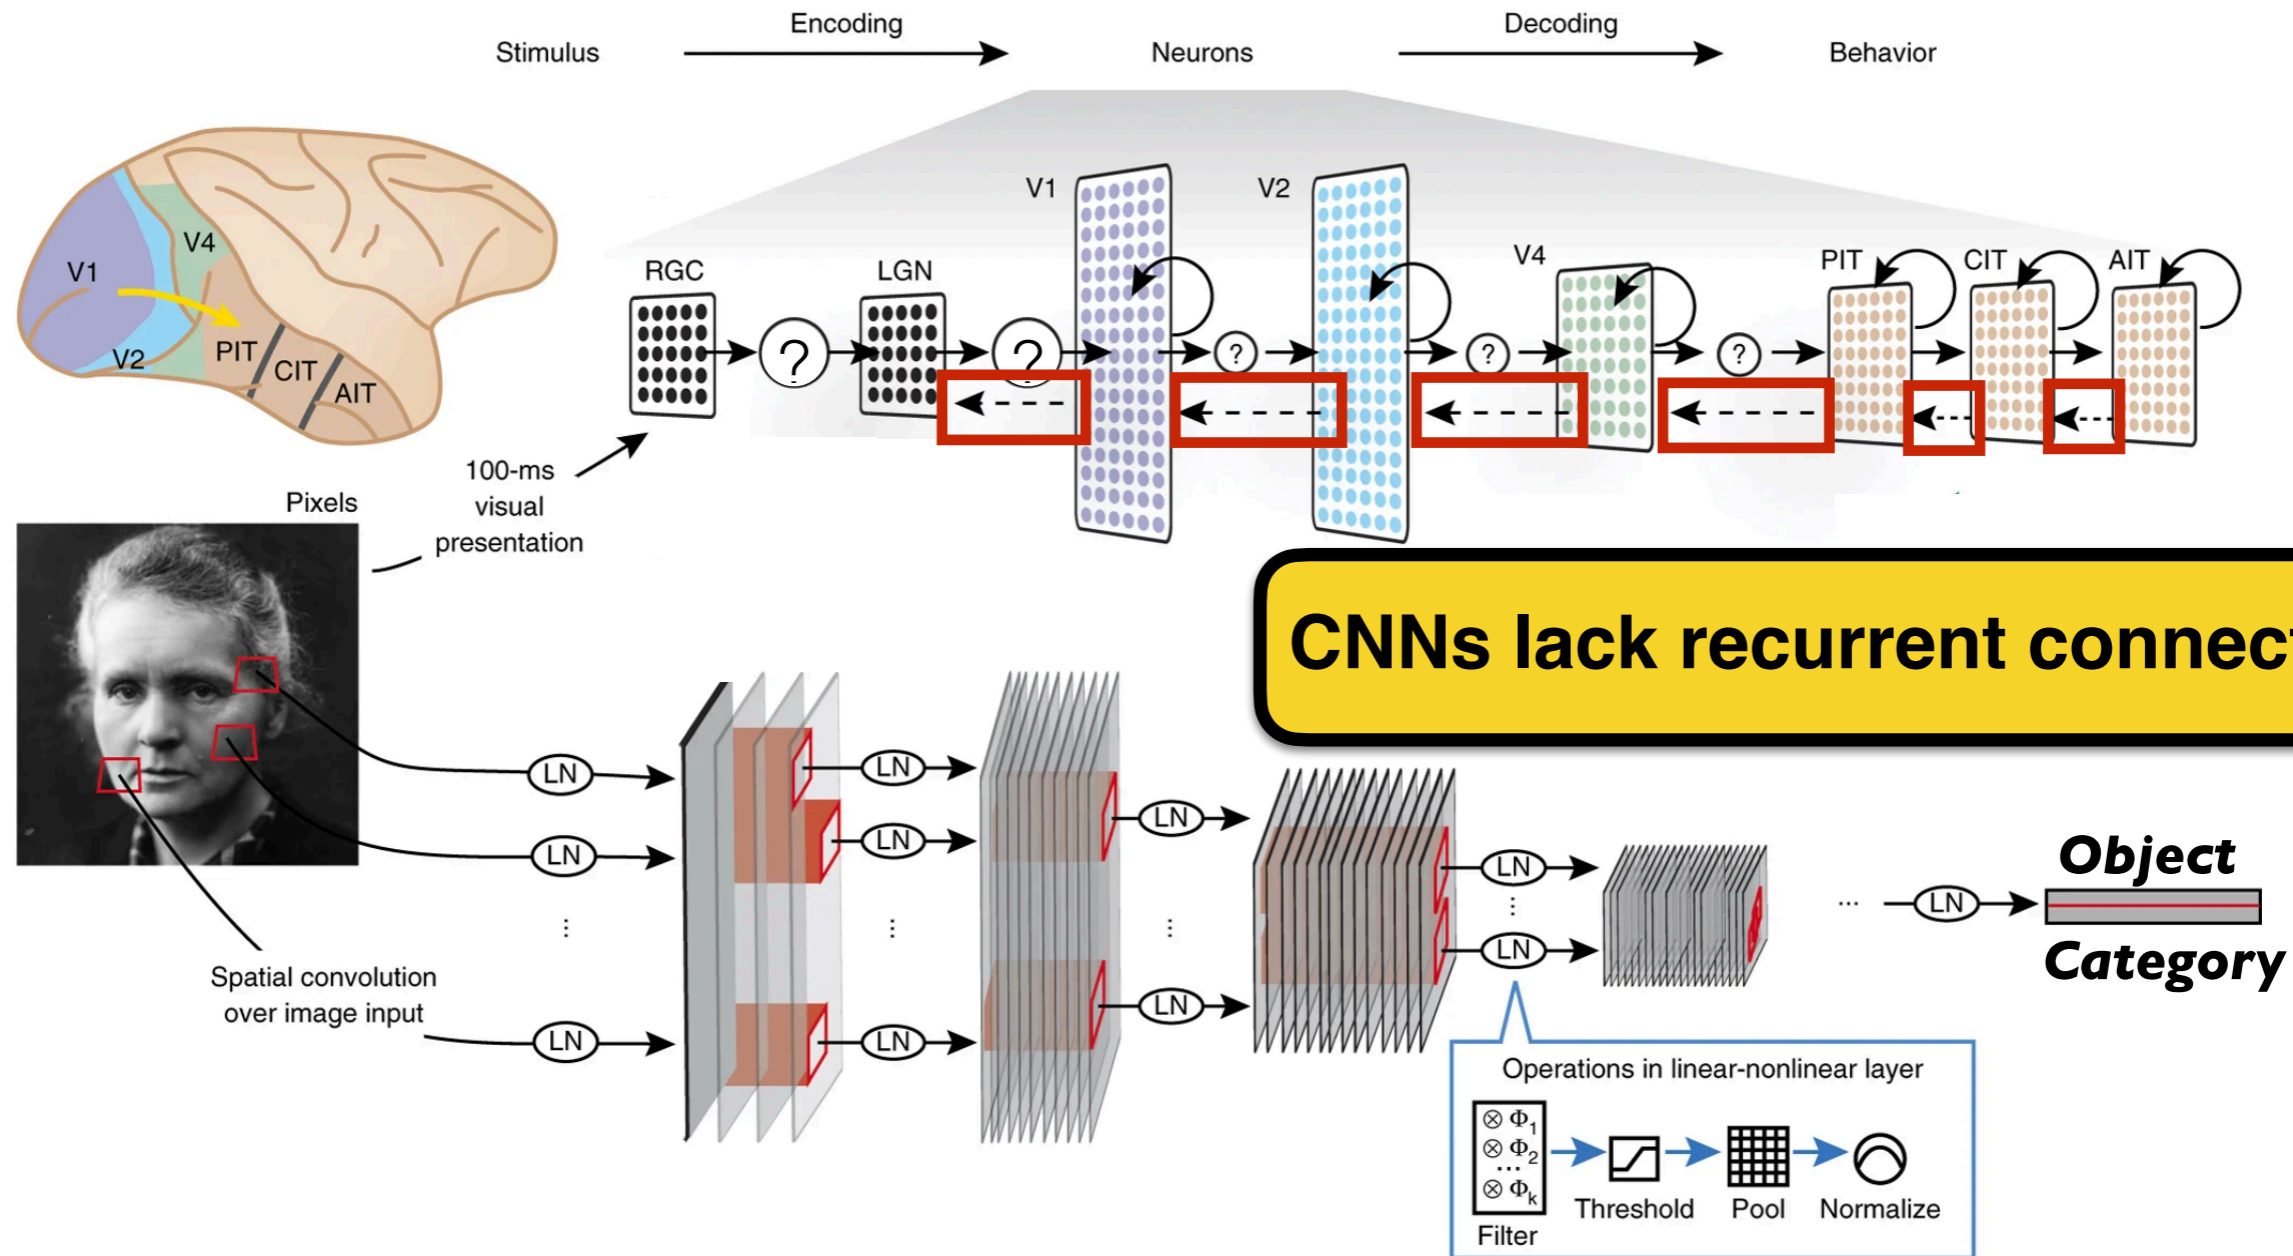 Stimulus
Encoding
Neurons
Decoding
Behavior
V1
V2
V4
PIT
CIT
AIT
RGC
?
LGN
?
V1
?
V2
?
V4
?
PIT
CIT
AIT
100-ms
visual
presentation
Pixels
CNNs lack recurrent
LN
LN
LN
LN
LN
LN
LN
LN
LN
LN
...
LN
Object
Category
⋮
⋮
⋮
⋮
Spatial convolution
over image input
Operations in linear-nonlinear layer
⊗ Φ1
⊗ Φ2
...
⊗ Φk
Filter
Threshold
Pool
Normalize